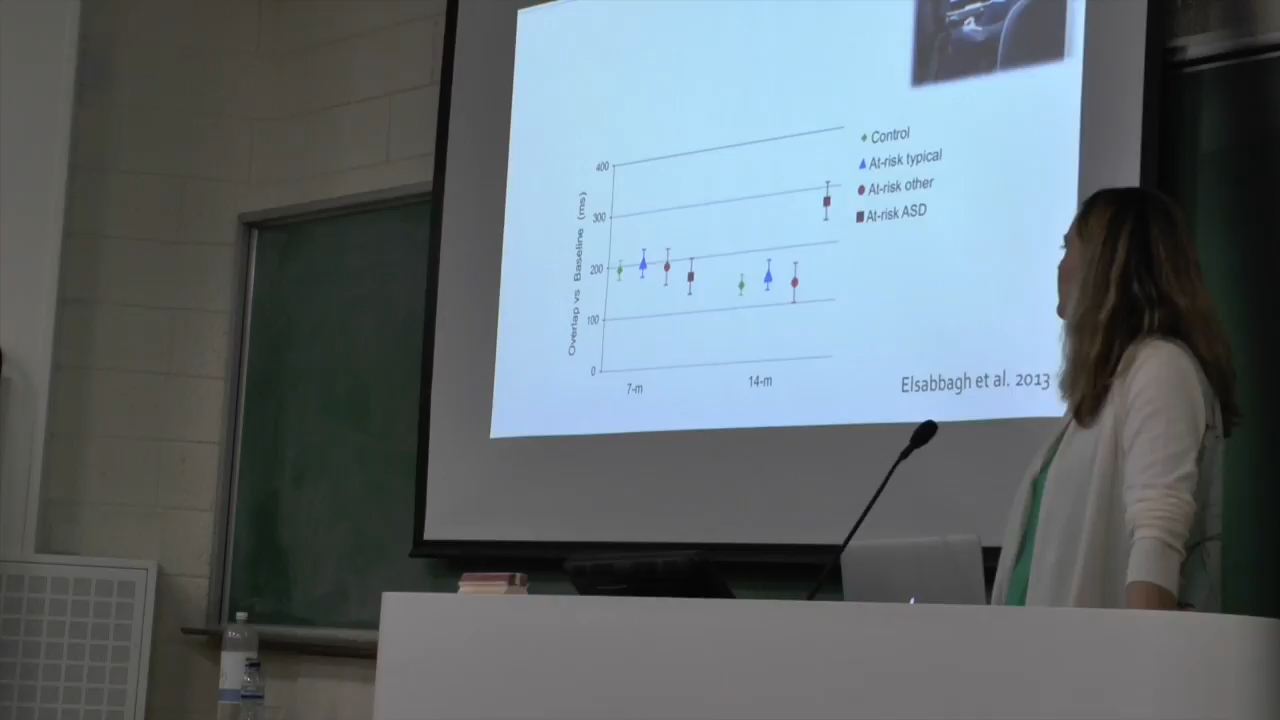 Control
At-risk typical
At-risk other
At-risk ASD
400
300
200
100
0
Overlap vs Baseline (ms)
7-m
14-m
Elsabbagh et al. 2013